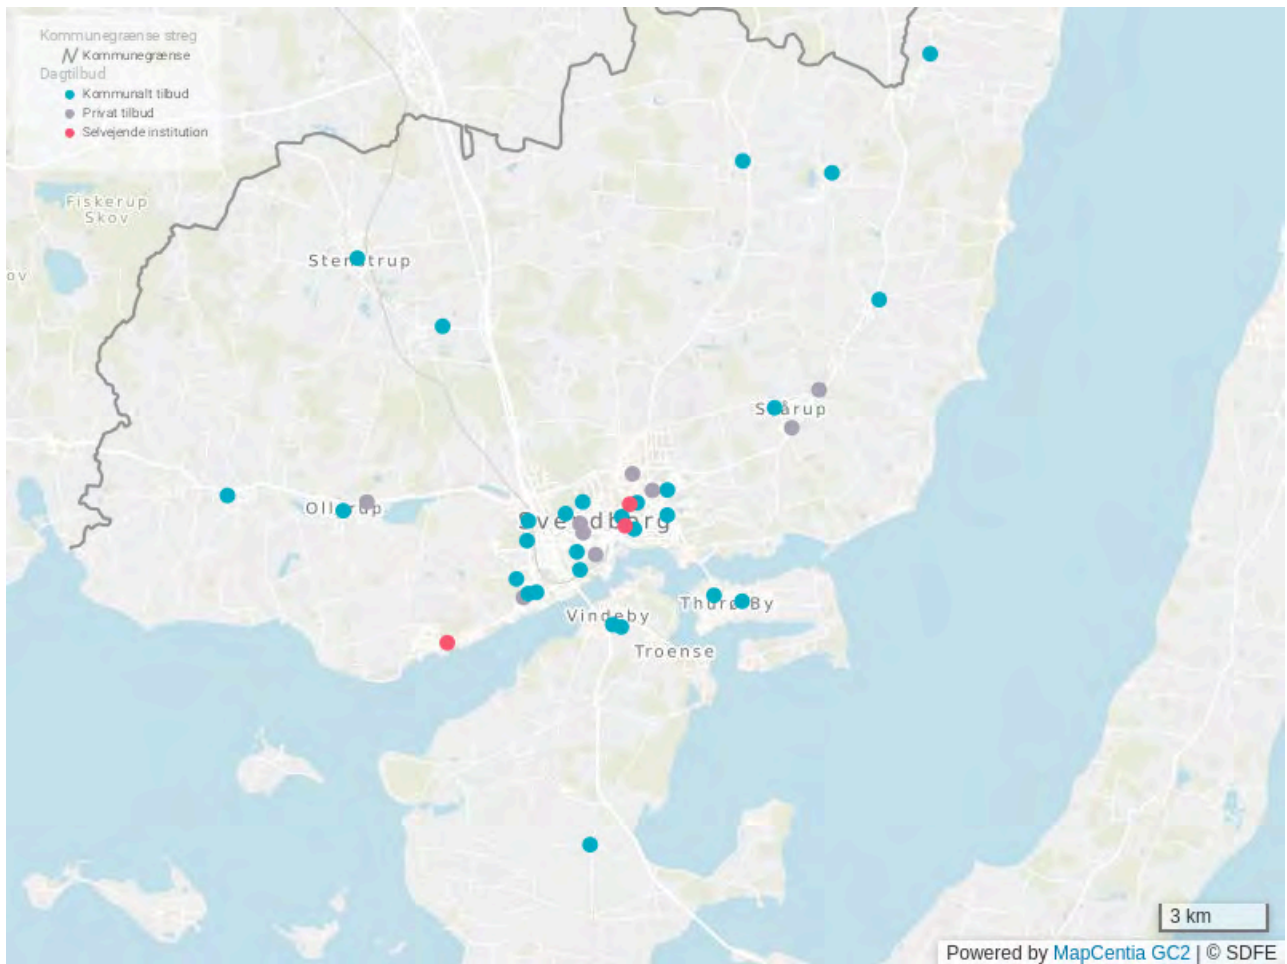 Kommunegrænse streg
Kommunegrænse
Dagtilbud
Kommunalt tilbud
Privat tilbud
Selvejende institution
Fiskerup
Skov
ov
Stenstrup
Skårup
Ollerup
Svendborg
Vindeby
Thurø By
Troense
3 km
Powered by MapCentia GC2 | © SDFE